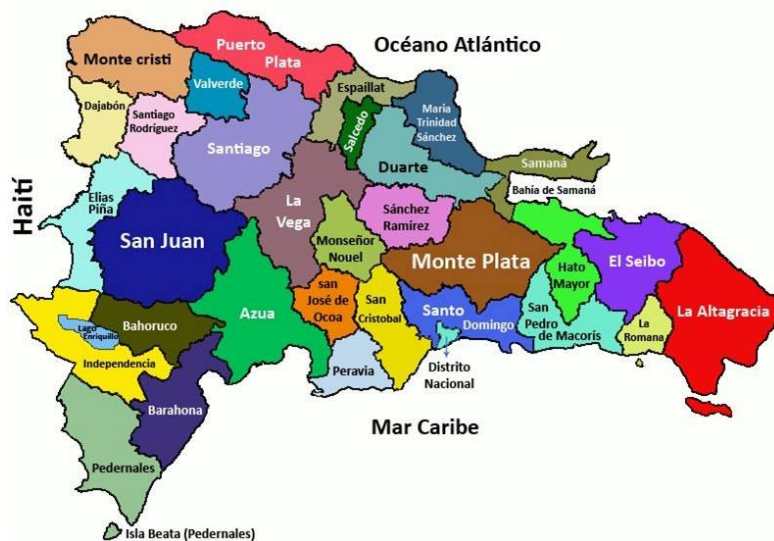 Océano Atlántico
Puerto
Plata
Monte cristi
Valverde
Espaillat
Dajabón
Santiago
Rodríguez
Salcedo
Maria
Trinidad
Sánchez
Santiago
Duarte
Samaná
Bahía de Samaná
Haití
Elias
Piña
La
Vega
Sánchez
Ramírez
San Juan
Monseñor
Nouel
Monte Plata
Hato
Mayor
El Seibo
La Altagracia
Azua
san
José de
Ocoa
San
Cristobal
Santo
Domingo
San
Pedro
de Macorís
La
Romana
Lago
Enriquillo
Bahoruco
Independencia
Peravia
Distrito
Nacional
Barahona
Mar Caribe
Pedernales
Isla Beata (Pedernales)